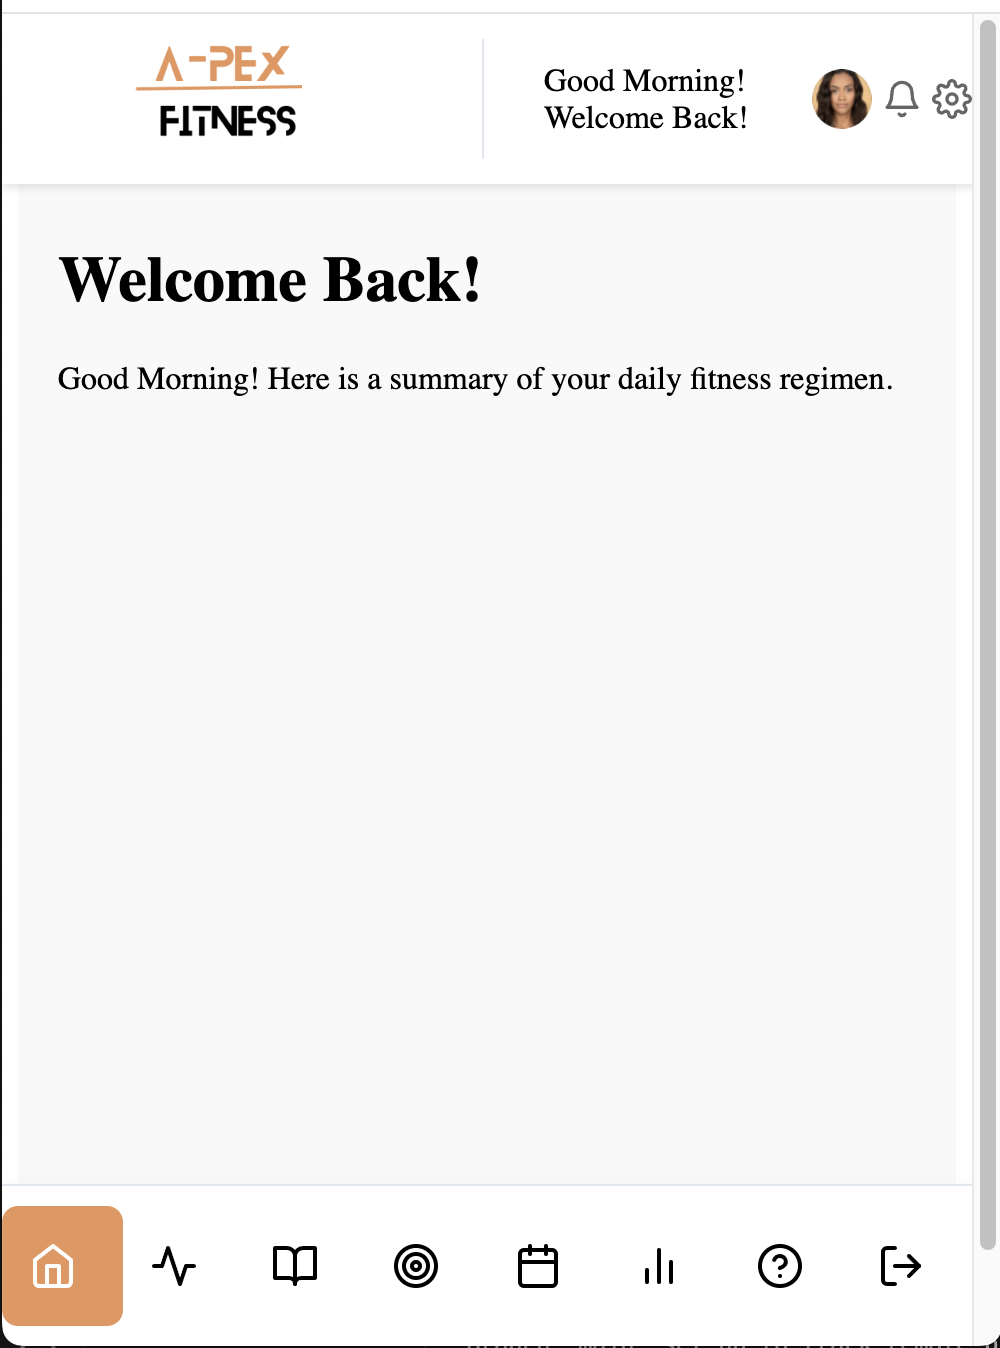 A-PEX
FITNESS
Good Morning!
Welcome Back!
Welcome Back!
Good Morning! Here is a summary of your daily fitness regimen.